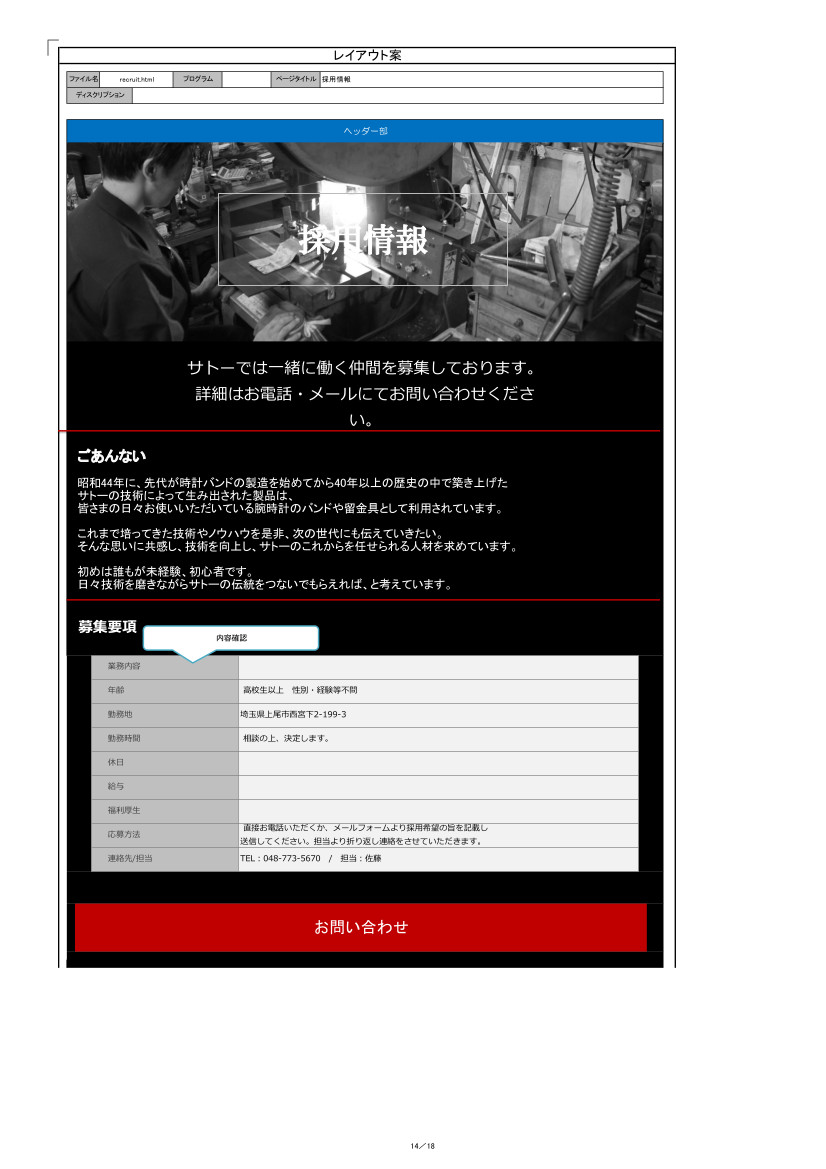 レイアウト案
ファイル名 recruit.html プログラム ページタイトル 採用情報
ディスクリプション
ヘッダー部
採用情報
サトーでは一緒に働く仲間を募集しております。
詳細はお電話・メールにてお問い合わせくださ
い。
ごあんない
昭和44年に、先代が時計バンドの製造を始めてから40年以上の歴史の中で築き上げた
サトーの技術によって生み出された製品は、
皆さまの日々お使いいただいている腕時計のバンドや留金具として利用されています。
これまで培ってきた技術やノウハウを是非、次の世代にも伝えていきたい。
そんな思いに共感し、技術を向上し、サトーのこれからを任せられる人材を求めています。
初めは誰もが未経験、初心者です。
日々技術を磨きながらサトーの伝統をつないでもらえれば、と考えています。
募集要項
内容確認
業務内容
年齢 高校生以上 性別・経験等不問
勤務地 埼玉県上尾市西宮下2-199-3
勤務時間 相談の上、決定します。
休日
給与
福利厚生
応募方法 直接お電話いただくか、メールフォームより採用希望の旨を記載し
送信してください。担当より折り返し連絡をさせていただきます。
連絡先/担当 TEL：048-773-5670 / 担当：佐藤
お問い合わせ
14／18